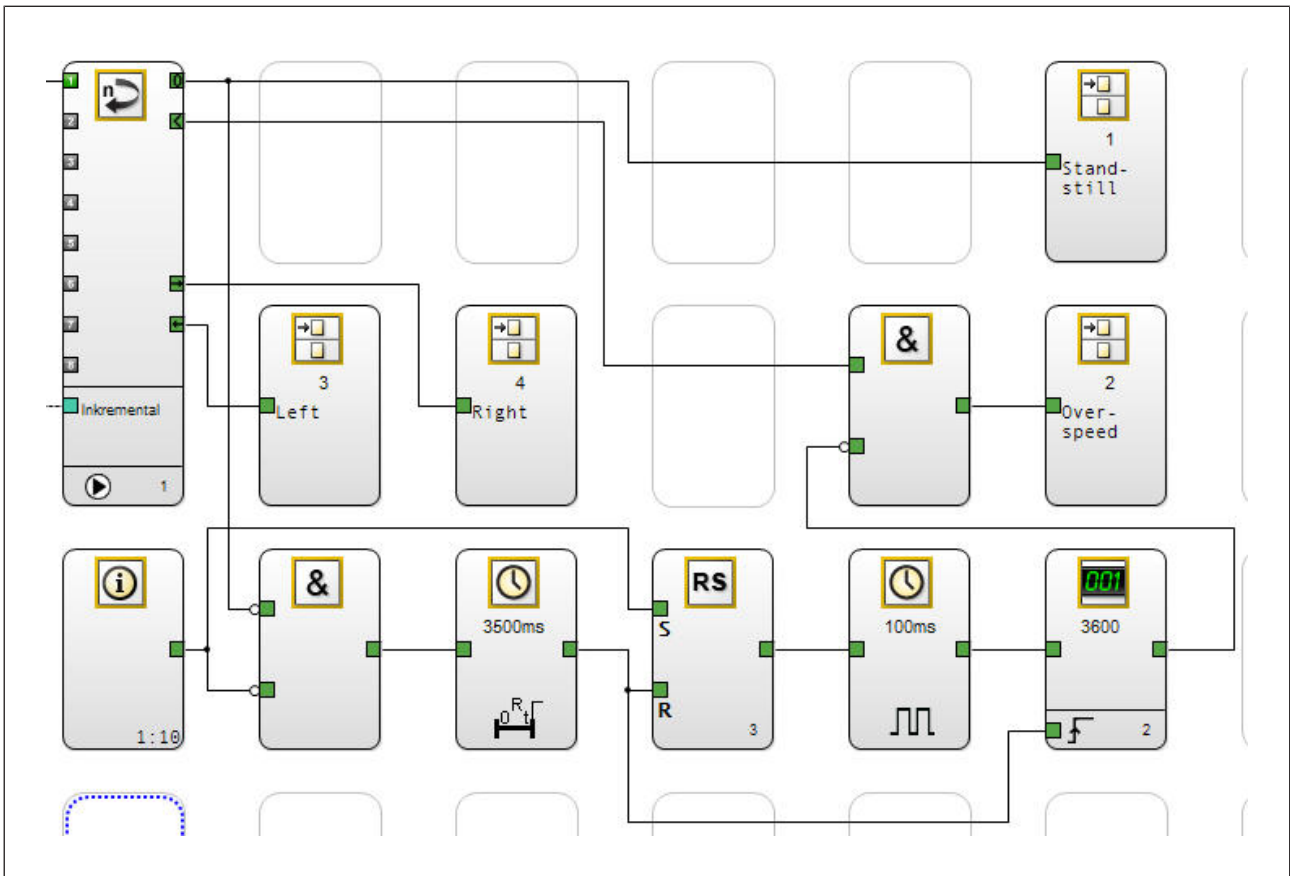 1
0
n
2
<
3
4
5
6
7
8
Inkremental
1
1
Stand-
still
3
Left
4
Right
&
2
Over-
speed
i
1:10
&
3500ms
0 R t
RS
S
R
3
100ms
001
3600
2